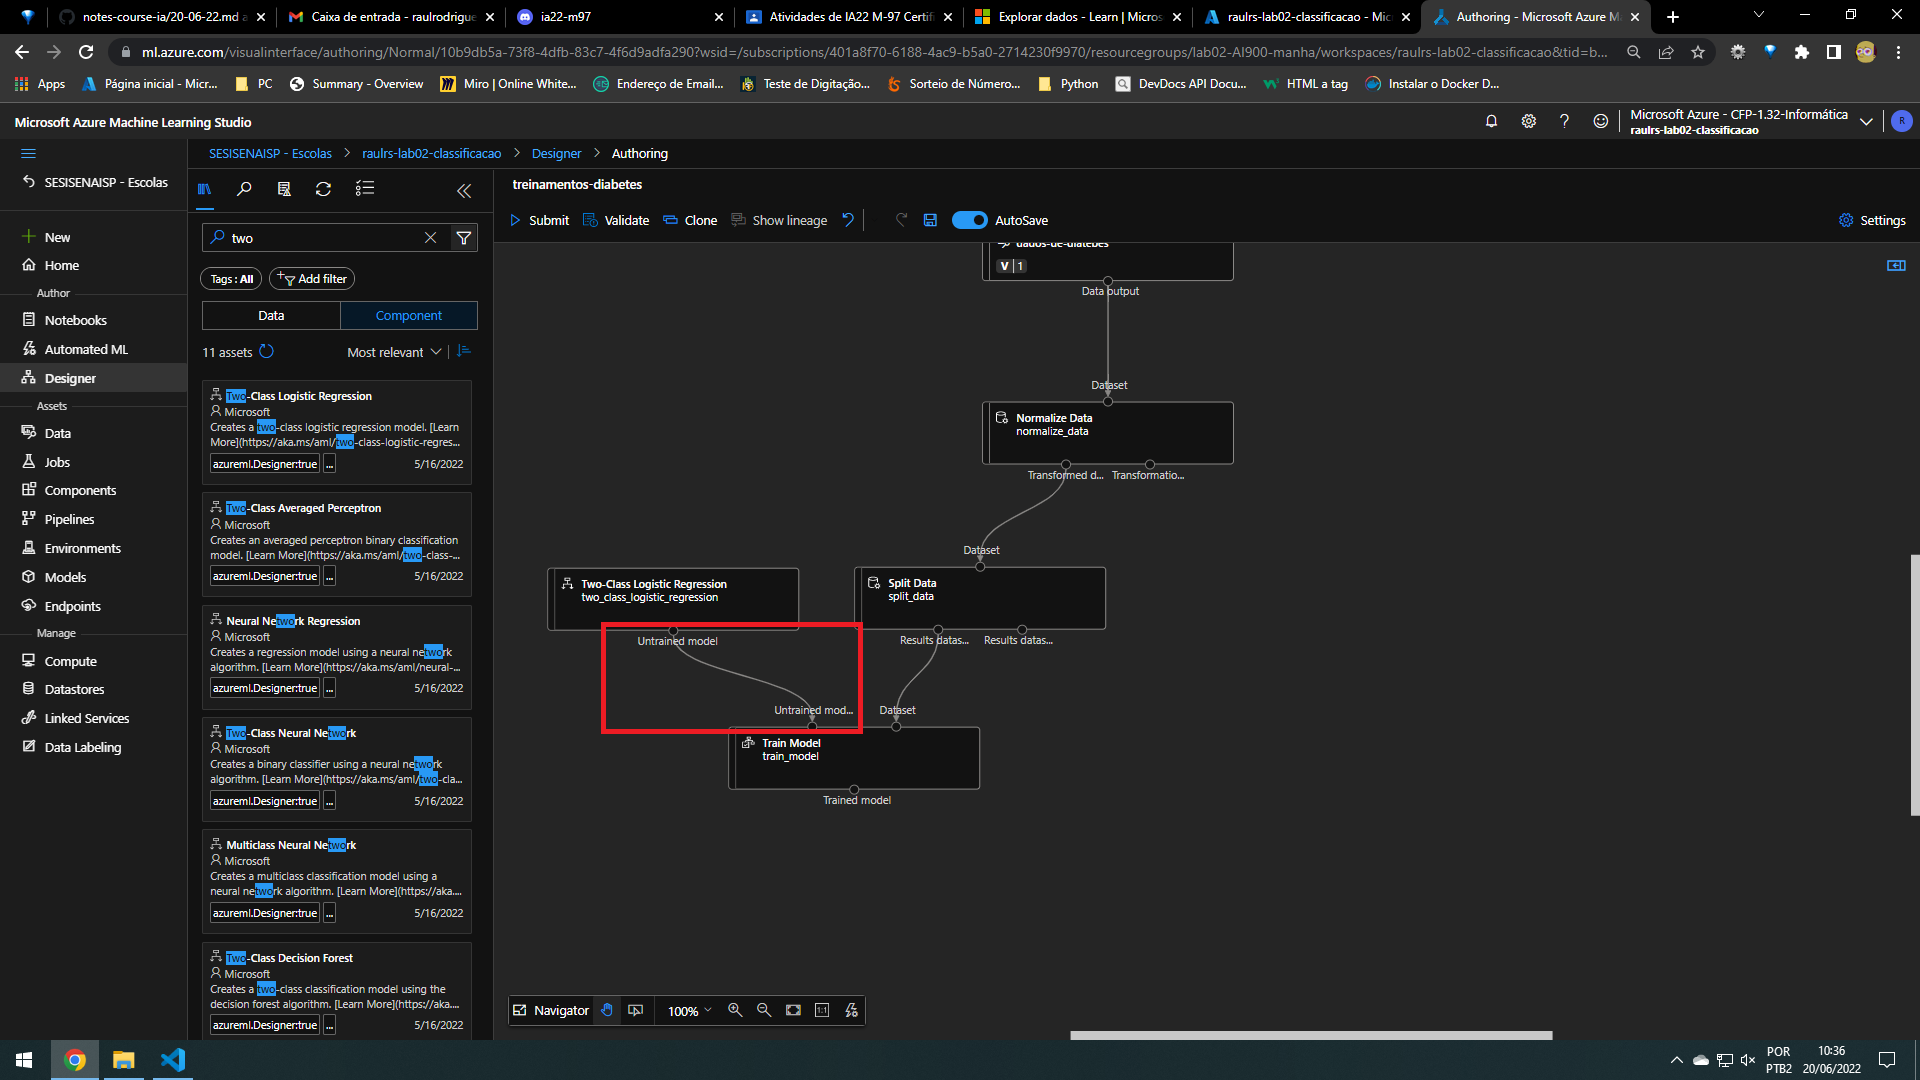 notes-course-ia/20-06-22.md a
Caixa de entrada - raulrodrigue
ia22-m97
Atividades de IA22 M-97 Certifi
Explorar dados - Learn | Micros
raulrs-lab02-classificacao - Mic
Authoring - Microsoft Azure M
ml.azure.com/visualinterface/authoring/Normal/10b9db5a-73f8-4dfb-83c7-4f6d9adfa290?wsid=/subscriptions/401a8f70-6188-4ac9-b5a0-2714230f9970/resourcegroups/lab02-AI900-manha/workspaces/raulrs-lab02-classificacao&tid=b...
Apps
Página inicial - Micr...
PC
Summary - Overview
Miro | Online White...
Endereço de Email...
Teste de Digitação...
Sorteio de Número...
Python
DevDocs API Docu...
HTML a tag
Instalar o Docker D...
Microsoft Azure Machine Learning Studio
Microsoft Azure - CFP-1.32-Informática
raulrs-lab02-classificacao
R
SESISENAISP - Escolas
New
Home
Author
Notebooks
Automated ML
Designer
Assets
Data
Jobs
Components
Pipelines
Environments
Models
Endpoints
Manage
Compute
Datastores
Linked Services
Data Labeling
SESISENAISP - Escolas > raulrs-lab02-classificacao > Designer > Authoring
two
Tags : All
Add filter
Data
Component
11 assets
Most relevant
Two-Class Logistic Regression
Microsoft
Creates a two-class logistic regression model. [Learn
More](https://aka.ms/aml/two-class-logistic-regres...
azureml.Designer:true ... 5/16/2022
Two-Class Averaged Perceptron
Microsoft
Creates an averaged perceptron binary classification
model. [Learn More](https://aka.ms/aml/two-class-...
azureml.Designer:true ... 5/16/2022
Neural Network Regression
Microsoft
Creates a regression model using a neural network
algorithm. [Learn More](https://aka.ms/aml/neural-...
azureml.Designer:true ... 5/16/2022
Two-Class Neural Network
Microsoft
Creates a binary classifier using a neural network
algorithm. [Learn More](https://aka.ms/aml/two-cla...
azureml.Designer:true ... 5/16/2022
Multiclass Neural Network
Microsoft
Creates a multiclass classification model using a
neural network algorithm. [Learn More](https://aka....
azureml.Designer:true ... 5/16/2022
Two-Class Decision Forest
Microsoft
Creates a two-class classification model using the
decision forest algorithm. [Learn More](https://aka....
azureml.Designer:true ... 5/16/2022
treinamentos-diabetes
Submit
Validate
Clone
Show lineage
AutoSave
Settings
dados-de-diatebes
V | 1
Data output
Dataset
Normalize Data
normalize_data
Transformed d...
Transformatio...
Dataset
Two-Class Logistic Regression
two_class_logistic_regression
Split Data
split_data
Untrained model
Results datas...
Results datas...
Untrained mod...
Dataset
Train Model
train_model
Trained model
Navigator
100%
1:1
POR
PTB2
10:36
20/06/2022